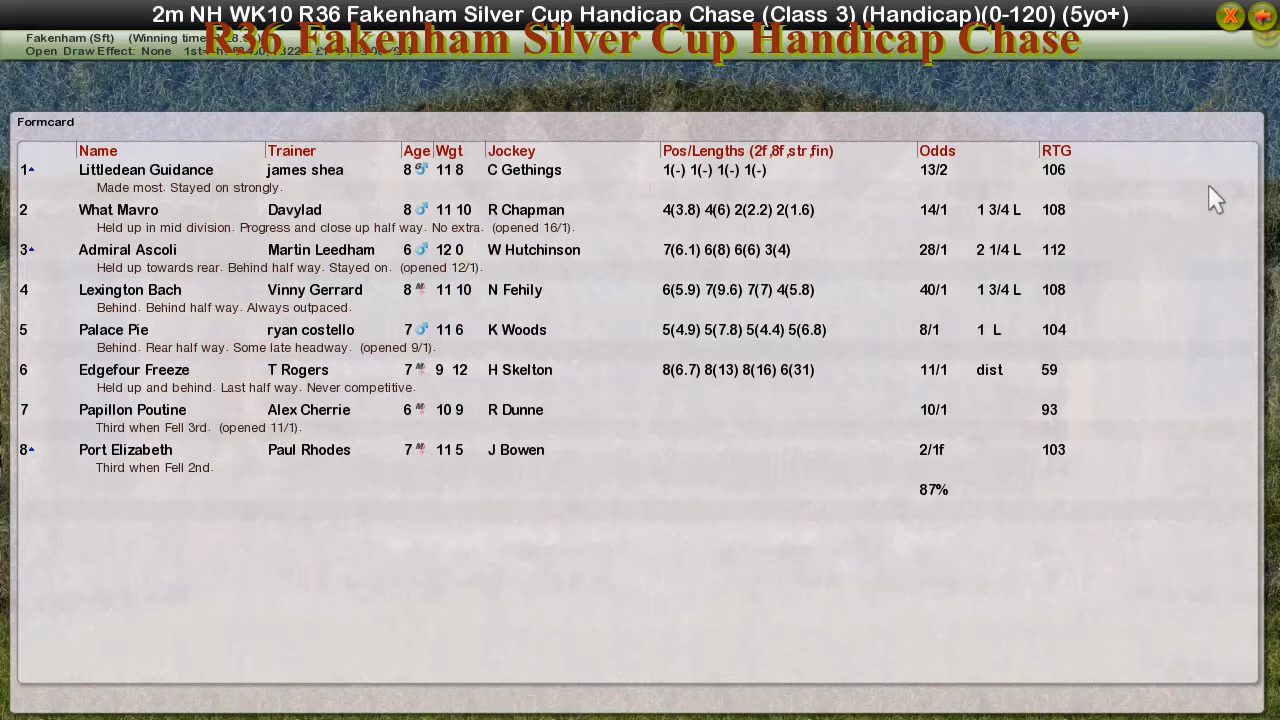 2m NH WK10 R36 Fakenham Silver Cup Handicap Chase (Class 3) (Handicap)(0-120) (5yo+)
R36 Fakenham Silver Cup Handicap Chase
Fakenham (Sft) (Winning time
Open Draw Effect: None 1st
Formcard
Name Trainer Age Wgt Jockey Pos/Lengths (2f,8f,str,fin) Odds RTG
1 Littledean Guidance james shea 8 11 8 C Gethings 1(-) 1(-) 1(-) 1(-) 13/2 106
Made most. Stayed on strongly.
2 What Mavro Davylad 8 11 10 R Chapman 4(3.8) 4(6) 2(2.2) 2(1.6) 14/1 1 3/4 L 108
Held up in mid division. Progress and close up half way. No extra. (opened 16/1).
3 Admiral Ascoli Martin Leedham 6 12 0 W Hutchinson 7(6.1) 6(8) 6(6) 3(4) 28/1 2 1/4 L 112
Held up towards rear. Behind half way. Stayed on. (opened 12/1).
4 Lexington Bach Vinny Gerrard 8 11 10 N Fehily 6(5.9) 7(9.6) 7(7) 4(5.8) 40/1 1 3/4 L 108
Behind. Behind half way. Always outpaced.
5 Palace Pie ryan costello 7 11 6 K Woods 5(4.9) 5(7.8) 5(4.4) 5(6.8) 8/1 1 L 104
Behind. Rear half way. Some late headway. (opened 9/1).
6 Edgefour Freeze T Rogers 7 9 12 H Skelton 8(6.7) 8(13) 8(16) 6(31) 11/1 dist 59
Held up and behind. Last half way. Never competitive.
7 Papillon Poutine Alex Cherrie 6 10 9 R Dunne 10/1 93
Third when Fell 3rd. (opened 11/1).
8 Port Elizabeth Paul Rhodes 7 11 5 J Bowen 2/1f 103
Third when Fell 2nd.
87%